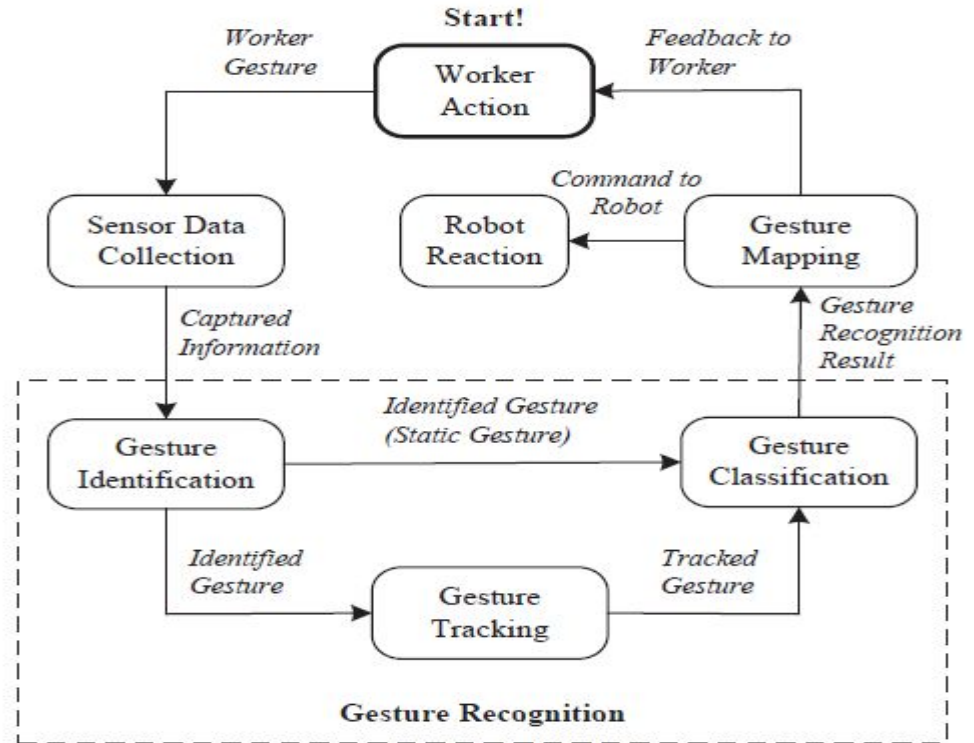 Start!
Worker
Gesture
Worker
Action
Feedback to
Worker
Sensor Data
Collection
Command to
Robot
Robot
Reaction
Gesture
Mapping
Captured
Information
Gesture
Recognition
Result
Identified Gesture
(Static Gesture)
Gesture
Identification
Gesture
Classification
Identified
Gesture
Gesture
Tracking
Tracked
Gesture
Gesture Recognition